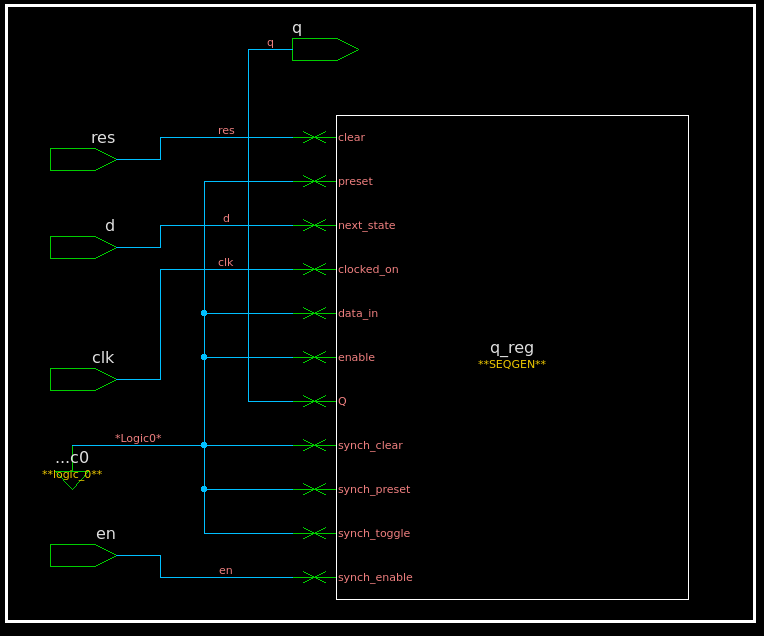 q
q
res
res
clear
preset
d
d
next_state
clk
clocked_on
data_in
clk
enable
q_reg
**SEQGEN**
Q
*Logic0*
synch_clear
...c0
**logic_0**
synch_preset
en
synch_toggle
en
synch_enable